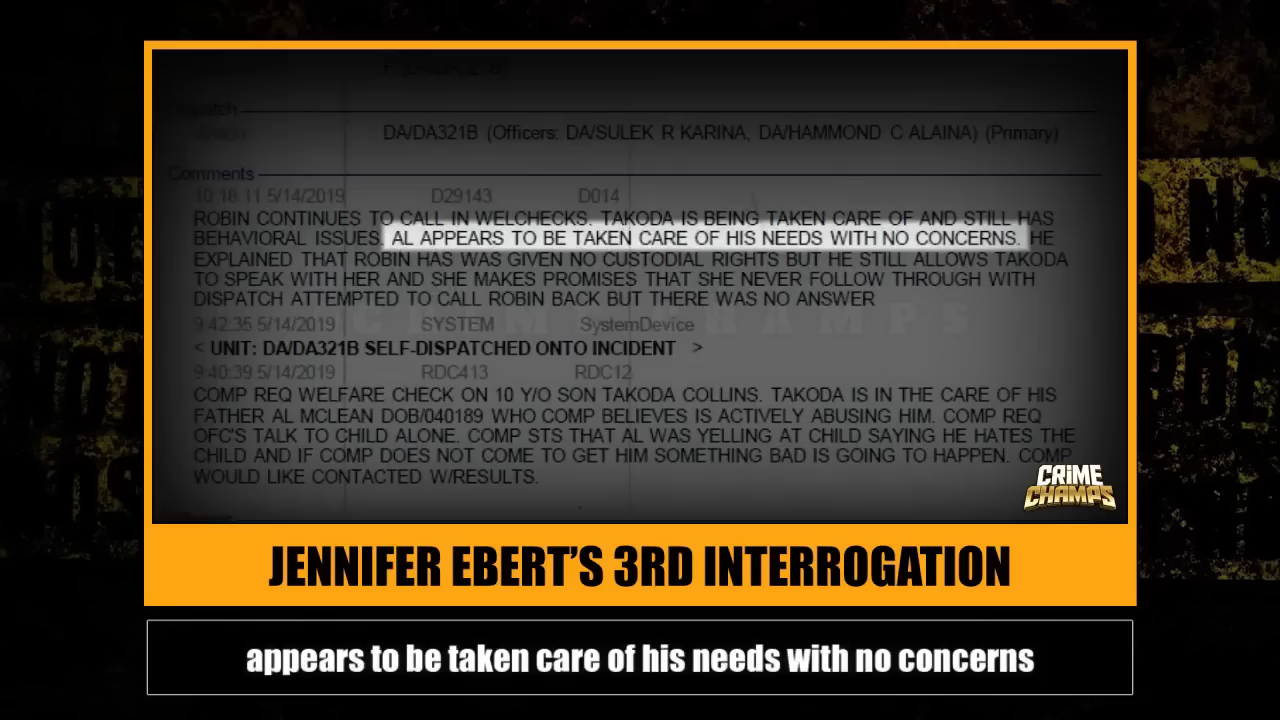 DA/DA321B (Officers: DA/SULEK R KARINA, DA/HAMMOND C ALAINA) (Primary)
Comments
10:18:11 5/14/2019 D29143 D014
ROBIN CONTINUES TO CALL IN WELCHECKS. TAKODA IS BEING TAKEN CARE OF AND STILL HAS
BEHAVIORAL ISSUES. AL APPEARS TO BE TAKEN CARE OF HIS NEEDS WITH NO CONCERNS. HE
EXPLAINED THAT ROBIN HAS WAS GIVEN NO CUSTODIAL RIGHTS BUT HE STILL ALLOWS TAKODA
TO SPEAK WITH HER AND SHE MAKES PROMISES THAT SHE NEVER FOLLOW THROUGH WITH
DISPATCH ATTEMPTED TO CALL ROBIN BACK BUT THERE WAS NO ANSWER
9:42:35 5/14/2019 SYSTEM SystemDevice
< UNIT: DA/DA321B SELF-DISPATCHED ONTO INCIDENT >
9:40:39 5/14/2019 RDC413 RDC12
COMP REQ WELFARE CHECK ON 10 Y/O SON TAKODA COLLINS. TAKODA IS IN THE CARE OF HIS
FATHER AL MCLEAN DOB/040189 WHO COMP BELIEVES IS ACTIVELY ABUSING HIM. COMP REQ
OFC'S TALK TO CHILD ALONE. COMP STS THAT AL WAS YELLING AT CHILD SAYING HE HATES THE
CHILD AND IF COMP DOES NOT COME TO GET HIM SOMETHING BAD IS GOING TO HAPPEN. COMP
WOULD LIKE CONTACTED W/RESULTS.
CRiME
CHAMPS
JENNIFER EBERT'S 3RD INTERROGATION
appears to be taken care of his needs with no concerns